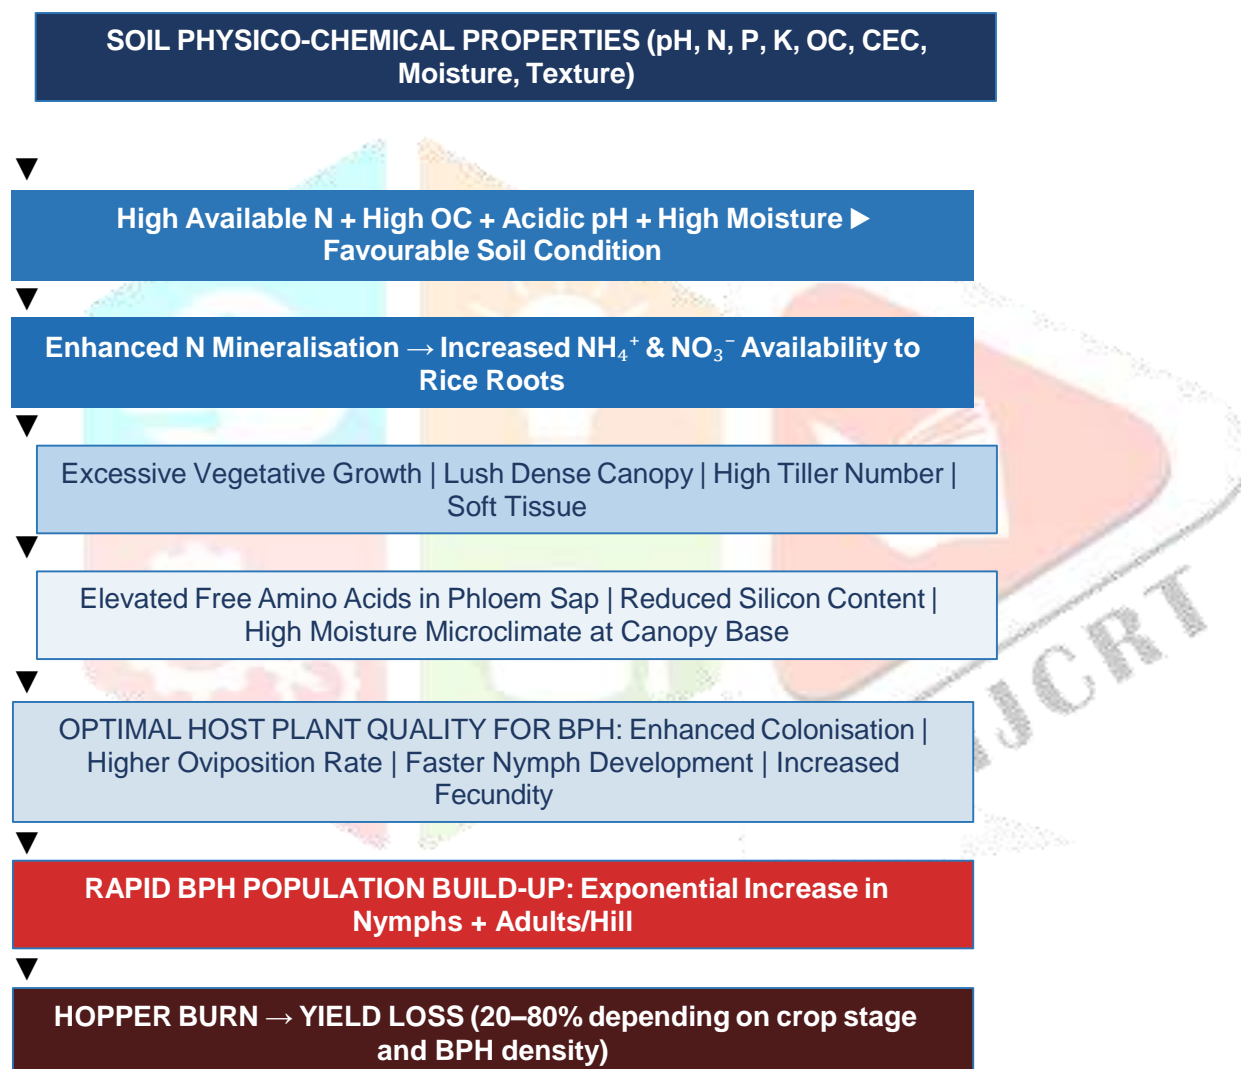 SOIL PHYSICO-CHEMICAL PROPERTIES (pH, N, P, K, OC, CEC,
Moisture, Texture)
▼
High Available N + High OC + Acidic pH + High Moisture ▶
Favourable Soil Condition
▼
Enhanced N Mineralisation → Increased NH₄⁺ & NO₃⁻ Availability to
Rice Roots
▼
Excessive Vegetative Growth | Lush Dense Canopy | High Tiller Number |
Soft Tissue
▼
Elevated Free Amino Acids in Phloem Sap | Reduced Silicon Content |
High Moisture Microclimate at Canopy Base
▼
OPTIMAL HOST PLANT QUALITY FOR BPH: Enhanced Colonisation |
Higher Oviposition Rate | Faster Nymph Development | Increased
Fecundity
▼
RAPID BPH POPULATION BUILD-UP: Exponential Increase in
Nymphs + Adults/Hill
▼
HOPPER BURN → YIELD LOSS (20–80% depending on crop stage
and BPH density)
IJCRT